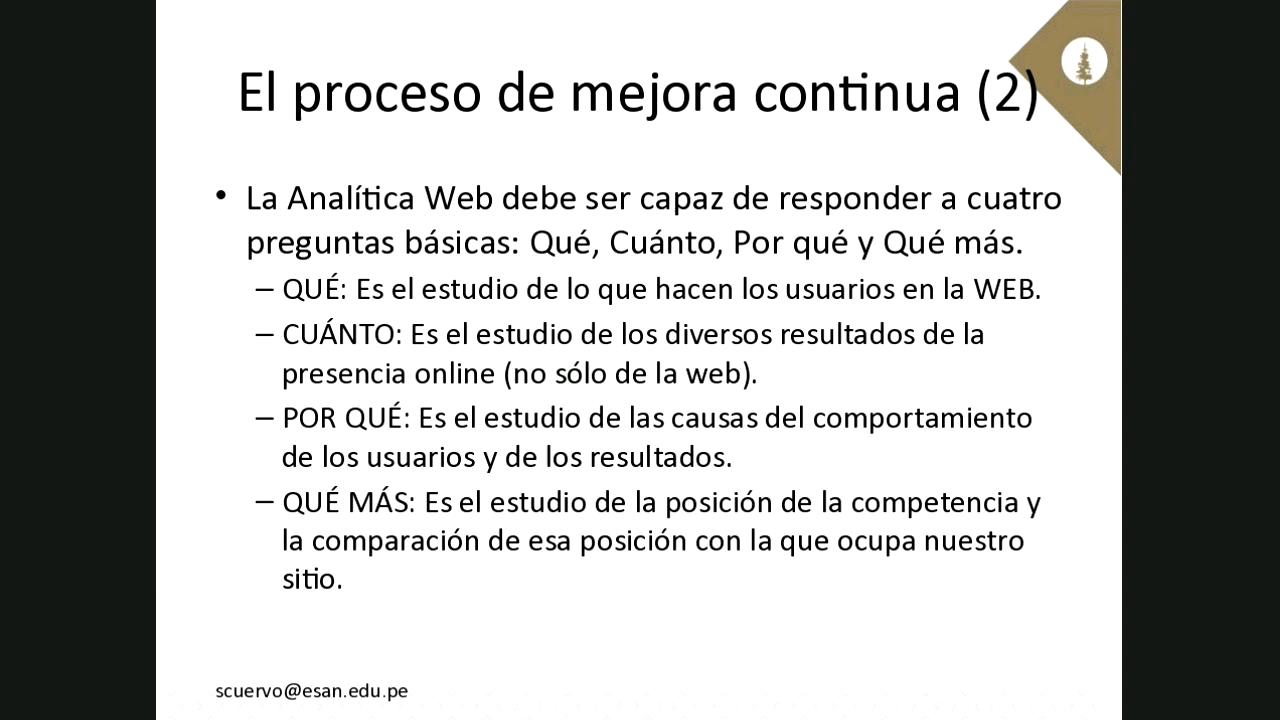 El proceso de mejora continua (2)
• La Analítica Web debe ser capaz de responder a cuatro
preguntas básicas: Qué, Cuánto, Por qué y Qué más.
– QUÉ: Es el estudio de lo que hacen los usuarios en la WEB.
– CUÁNTO: Es el estudio de los diversos resultados de la
presencia online (no sólo de la web).
– POR QUÉ: Es el estudio de las causas del comportamiento
de los usuarios y de los resultados.
– QUÉ MÁS: Es el estudio de la posición de la competencia y
la comparación de esa posición con la que ocupa nuestro
sitio.
scuervo@esan.edu.pe